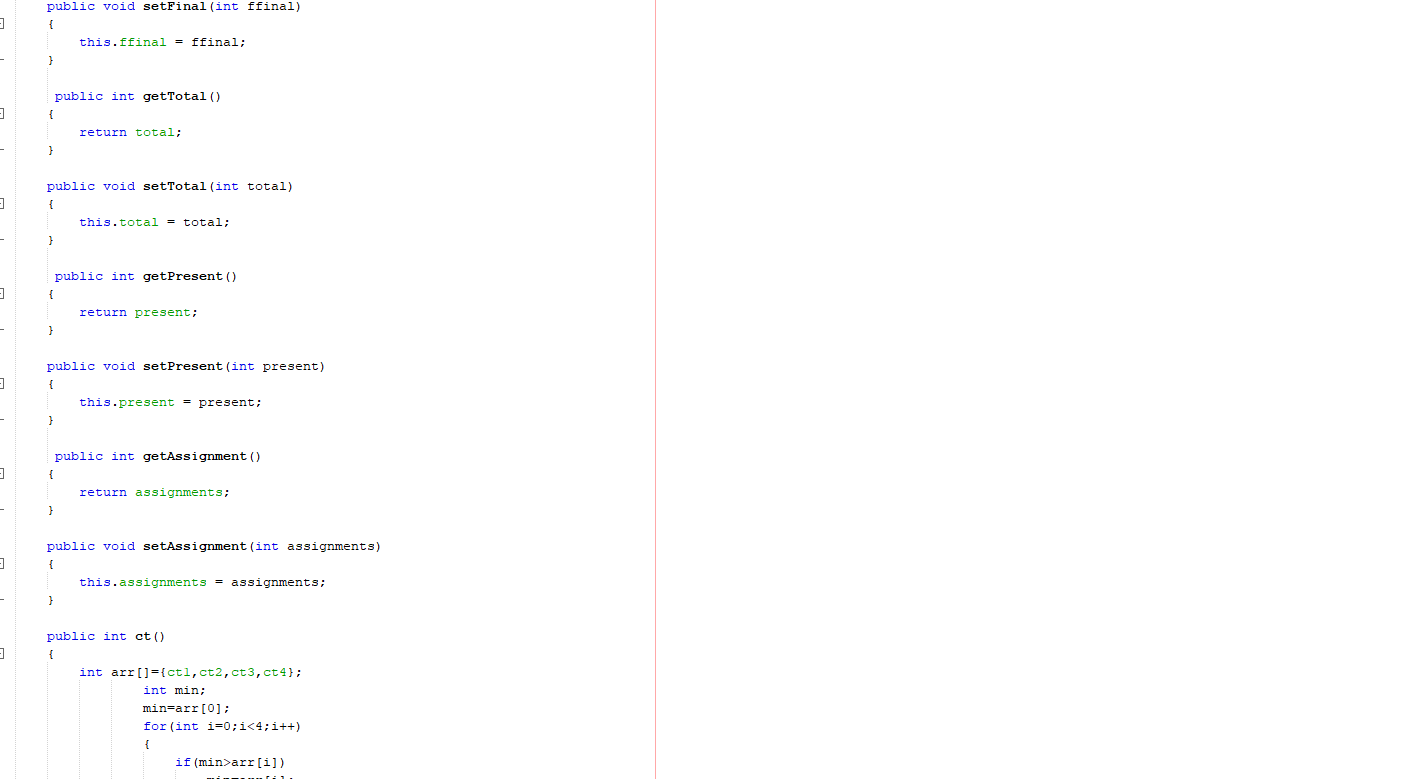 public void setFinal(int ffinal)
{
this.ffinal = ffinal;
}
public int getTotal()
{
return total;
}
public void setTotal(int total)
{
this.total = total;
}
public int getPresent()
{
return present;
}
public void setPresent(int present)
{
this.present = present;
}
public int getAssignment()
{
return assignments;
}
public void setAssignment(int assignments)
{
this.assignments = assignments;
}
public int ct()
{
int arr[]={ct1,ct2,ct3,ct4};
int min;
min=arr[0];
for(int i=0;i<4;i++)
{
if(min>arr[i])